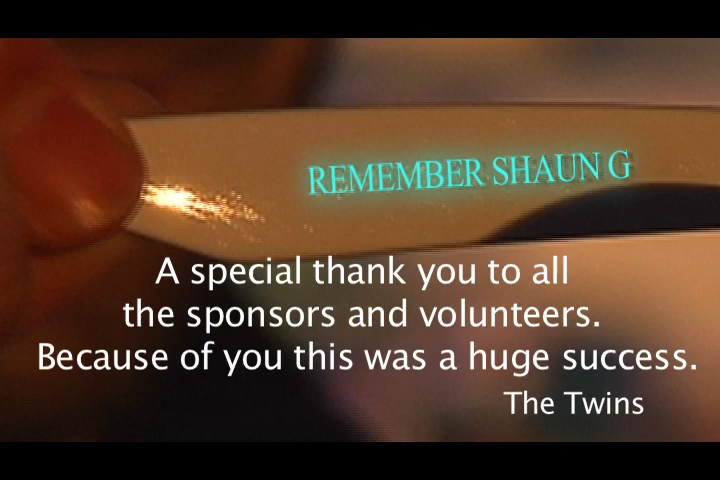 REMEMBER SHAUN G
A special thank you to all
the sponsors and volunteers.
Because of you this was a huge success.
The Twins